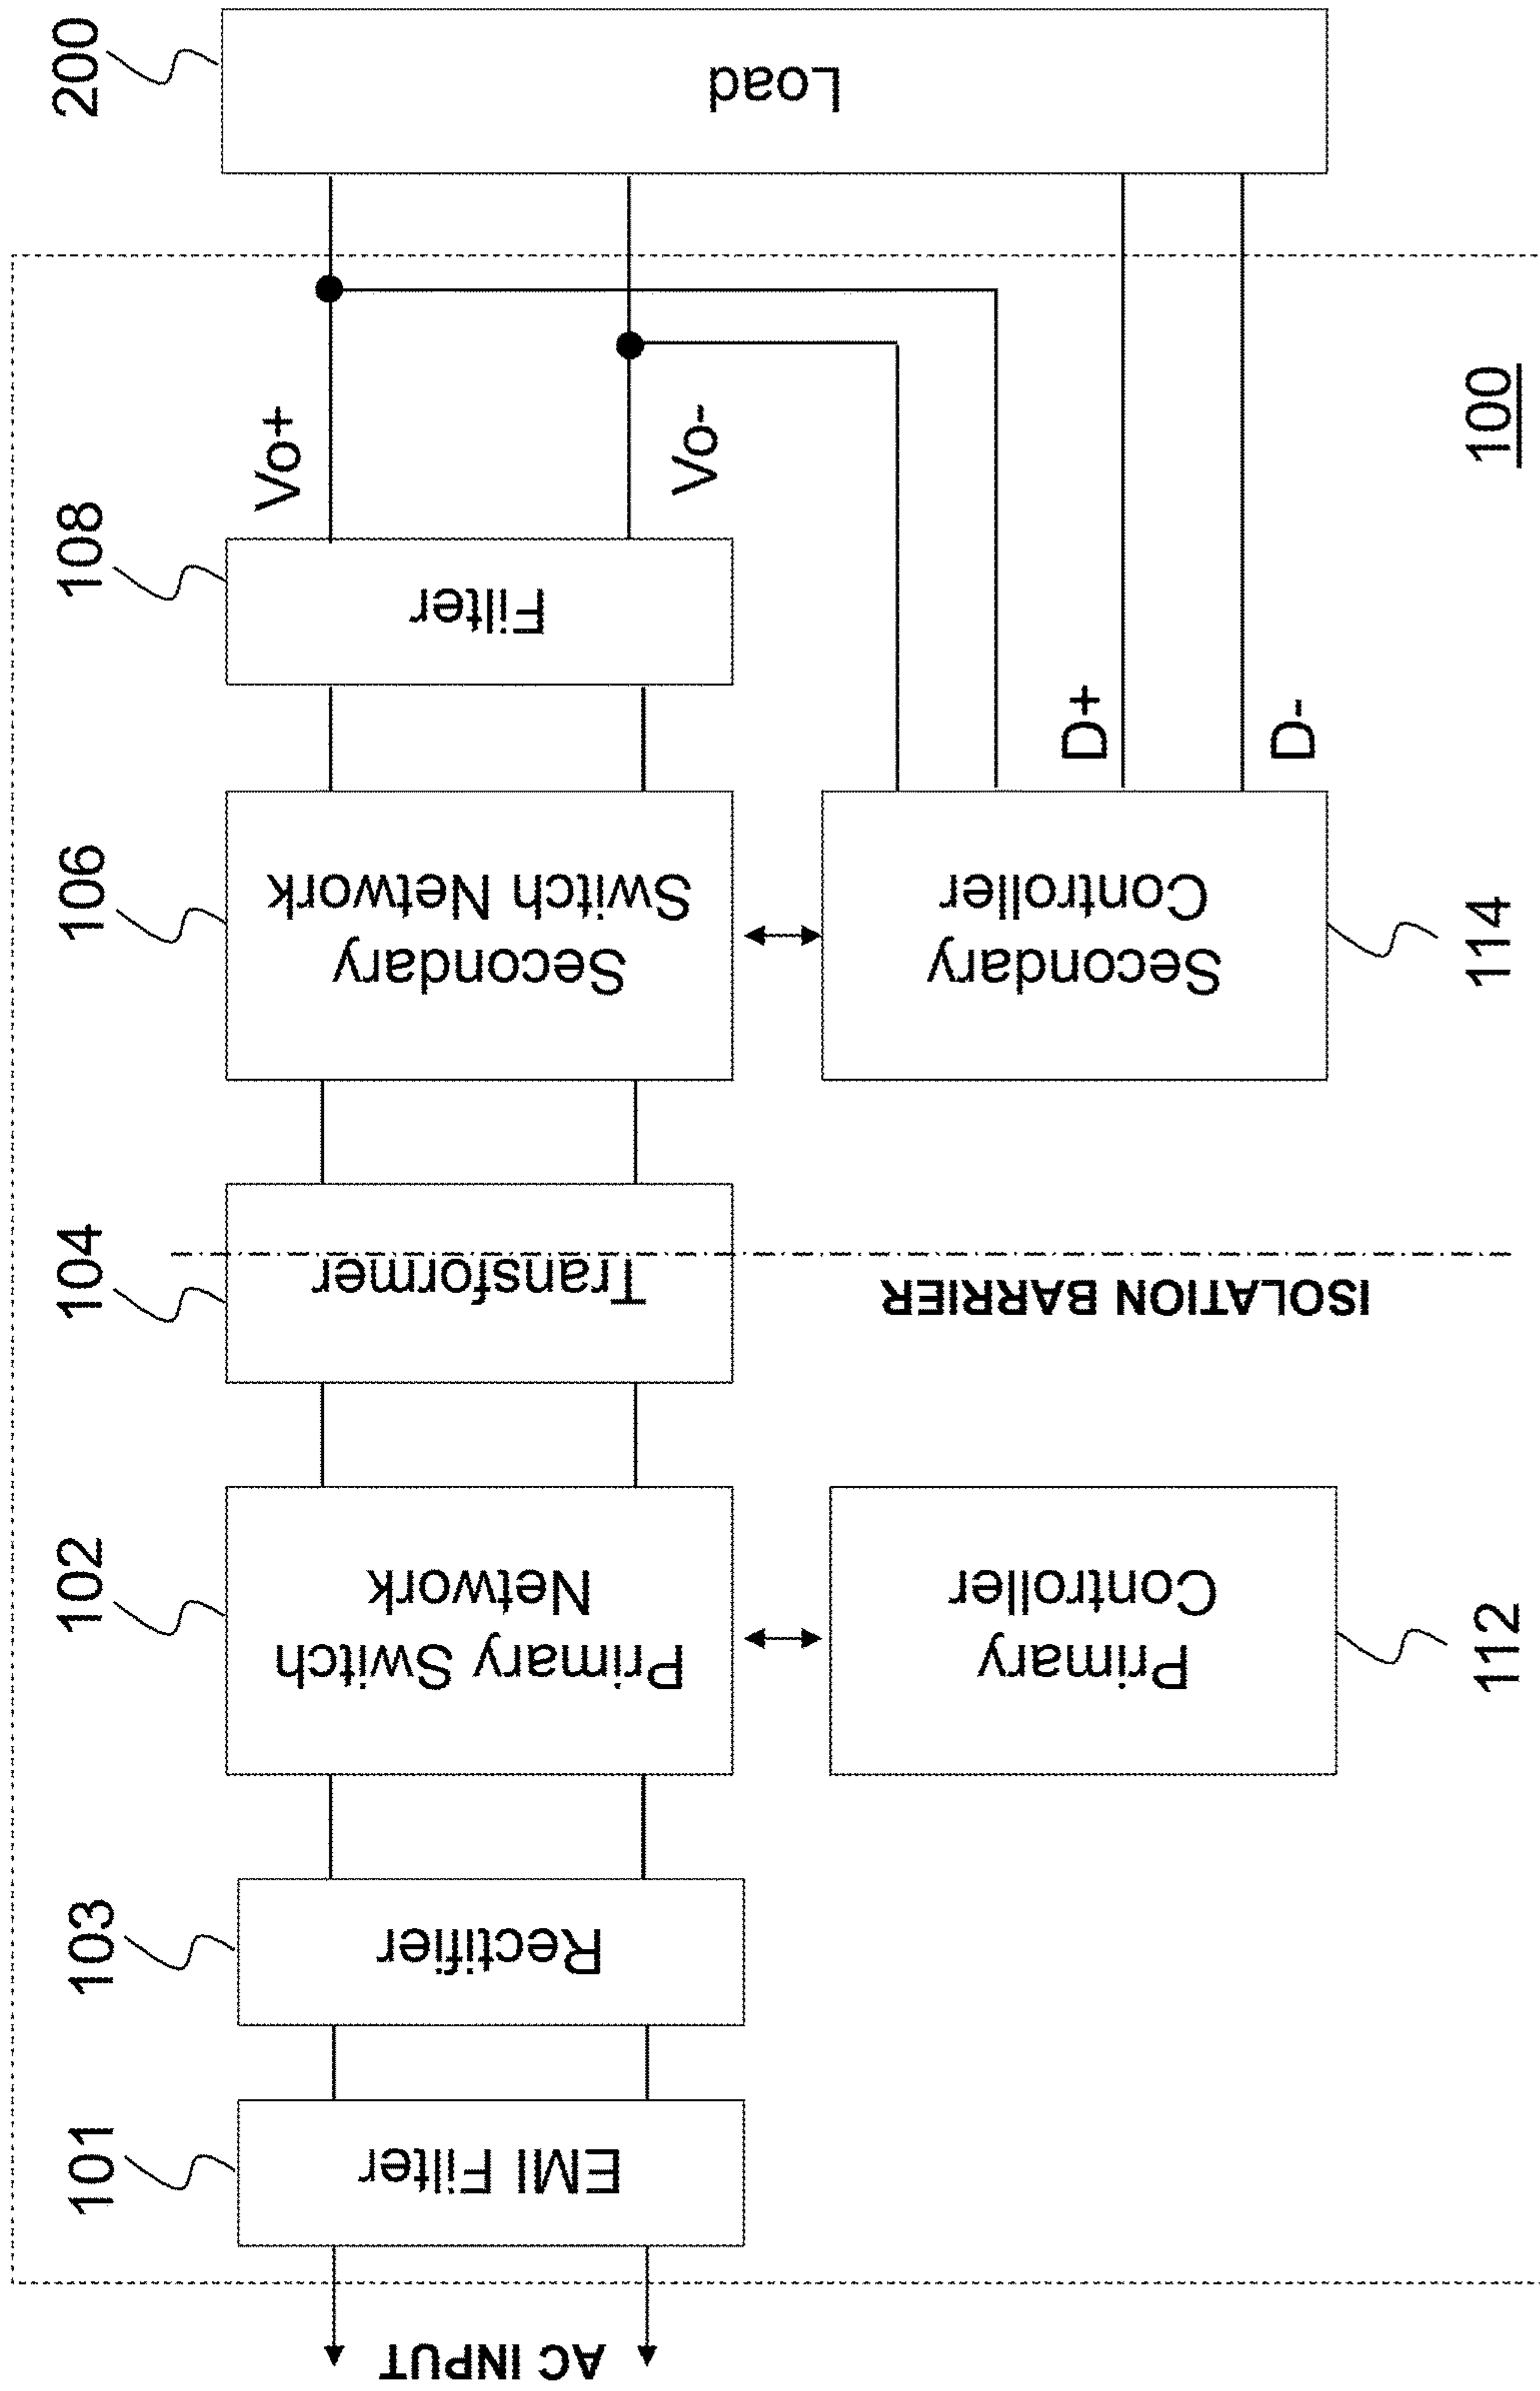 200
Load
Vo+
108
Vo-
Filter
D+
D-
100
106
Secondary
Switch Network
Secondary
Controller
114
104
Transformer
ISOLATION BARRIER
102
Primary Switch
Network
Primary
Controller
112
103
Rectifier
101
EMI Filter
AC INPUT